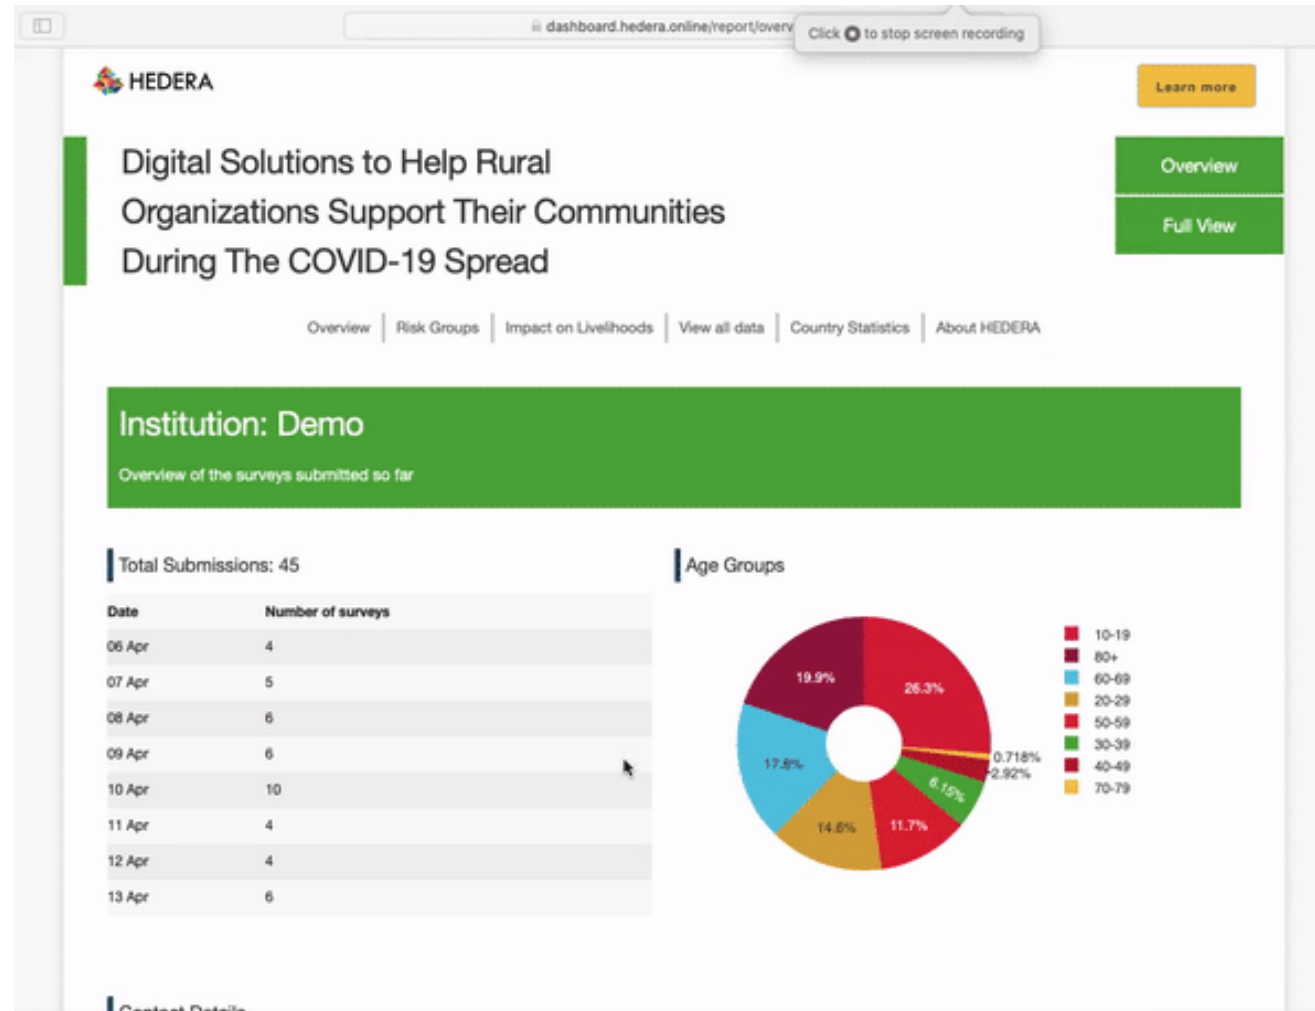 dashboard.hedera.online/report/overv
Click to stop screen recording
HEDERA
Learn more
Digital Solutions to Help Rural
Organizations Support Their Communities
During The COVID-19 Spread
Overview
Full View
Overview
Risk Groups
Impact on Livelihoods
View all data
Country Statistics
About HEDERA
Institution: Demo
Overview of the surveys submitted so far
Total Submissions: 45
Date Number of surveys
06 Apr 4
07 Apr 5
08 Apr 6
09 Apr 6
10 Apr 10
11 Apr 4
12 Apr 4
13 Apr 6
Age Groups
19.9%
26.3%
0.718%
2.92%
6.15%
11.7%
14.6%
10-19
80+
60-69
20-29
50-59
30-39
40-49
70-79
Contact Details